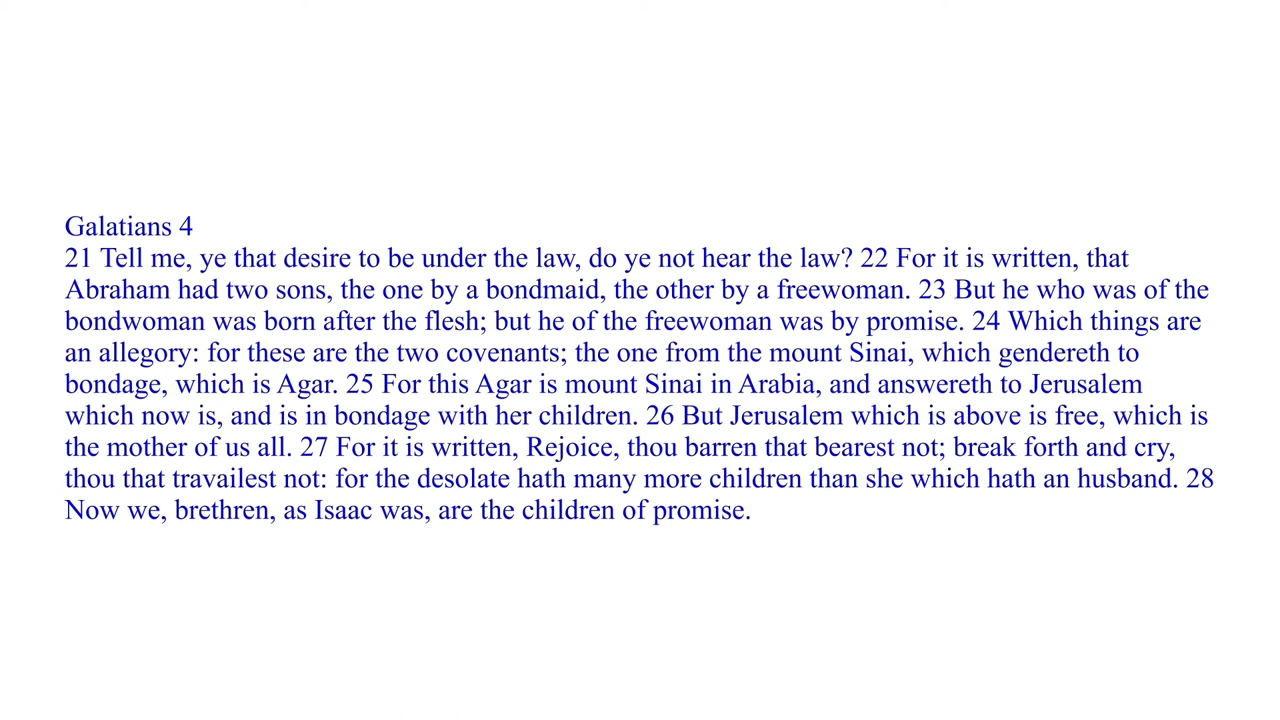 Galatians 4
21 Tell me, ye that desire to be under the law, do ye not hear the law? 22 For it is written, that
Abraham had two sons, the one by a bondmaid, the other by a freewoman. 23 But he who was of the
bondwoman was born after the flesh; but he of the freewoman was by promise. 24 Which things are
an allegory: for these are the two covenants; the one from the mount Sinai, which gendereth to
bondage, which is Agar. 25 For this Agar is mount Sinai in Arabia, and answereth to Jerusalem
which now is, and is in bondage with her children. 26 But Jerusalem which is above is free, which is
the mother of us all. 27 For it is written, Rejoice, thou barren that bearest not; break forth and cry,
thou that travailest not: for the desolate hath many more children than she which hath an husband. 28
Now we, brethren, as Isaac was, are the children of promise.